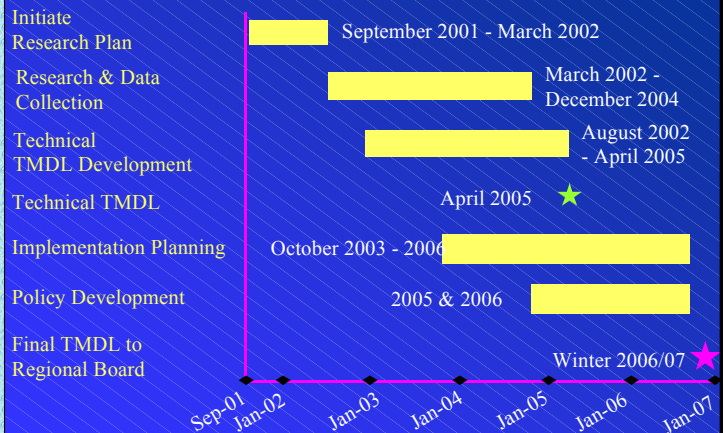 Initiate
Research Plan
September 2001 - March 2002
Research & Data
Collection
March 2002 -
December 2004
Technical
TMDL Development
August 2002
- April 2005
Technical TMDL
April 2005
Implementation Planning
October 2003 - 2006
Policy Development
2005 & 2006
Final TMDL to
Regional Board
Winter 2006/07
Sep-01
Jan-02
Jan-03
Jan-04
Jan-05
Jan-06
Jan-07